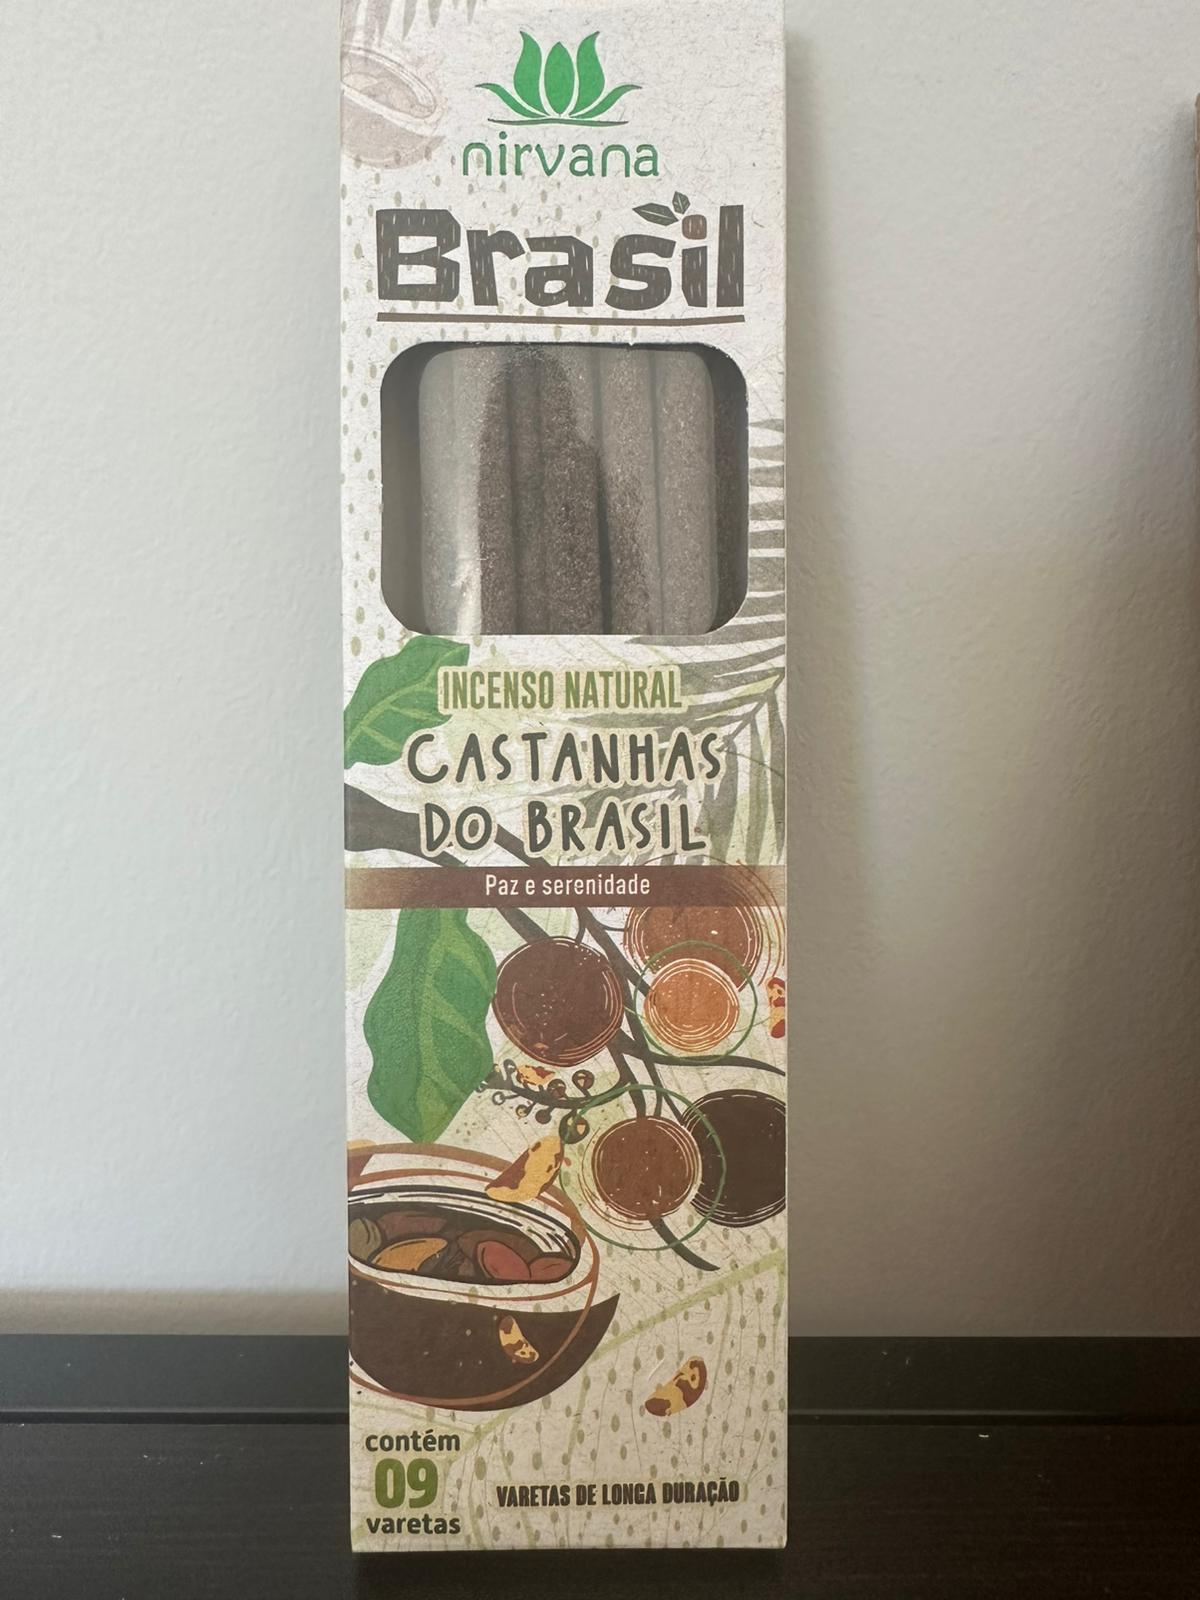 nirvana
Brasil
INCENSO NATURAL
CASTANHAS
DO BRASIL
Paz e serenidade
contém
09
varetas
VARETAS DE LONGA DURAÇÃO